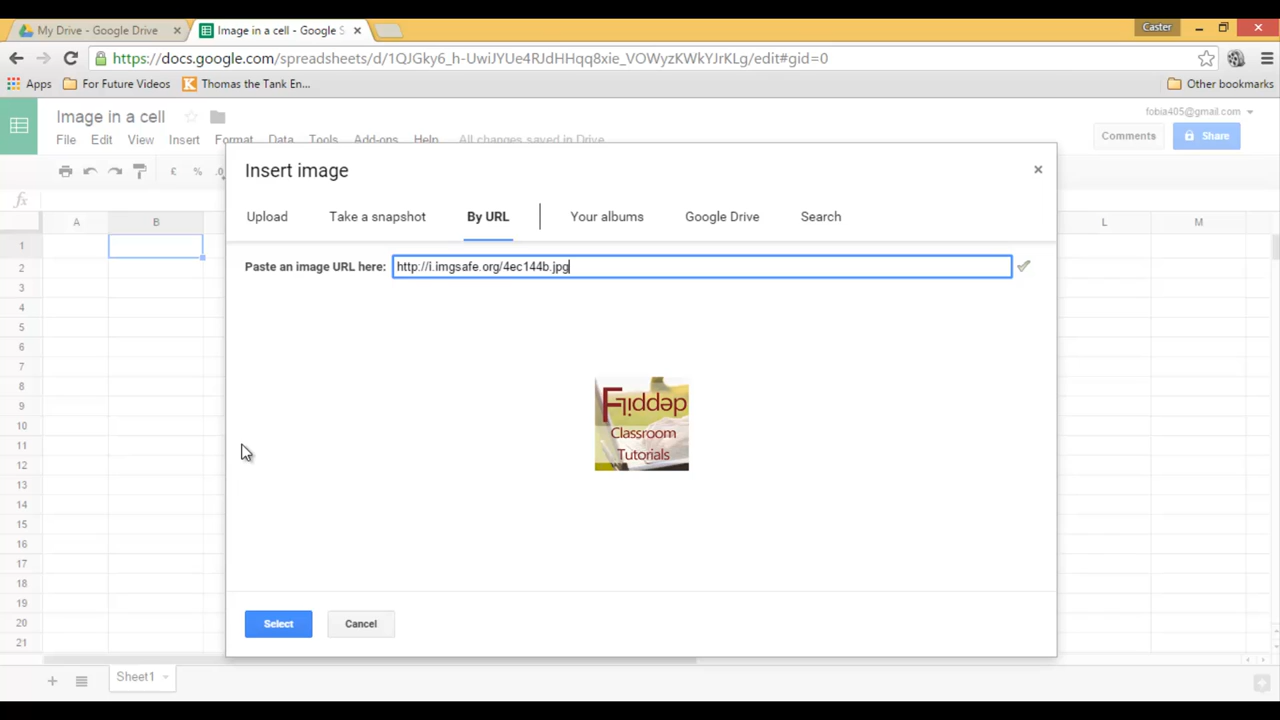 My Drive - Google Drive
Image in a cell - Google S
Caster
https://docs.google.com/spreadsheets/d/1QJGky6_h-UwiJYUe4RJdHHqq8xie_VOWyzKWkYJrKLg/edit#gid=0
Apps For Future Videos Thomas the Tank En... Other bookmarks
Image in a cell
fobia405@gmail.com
File Edit View Insert Format Data Tools Add-ons Help All changes saved in Drive
Comments Share
£ % .0
fx
Insert image
Upload Take a snapshot By URL Your albums Google Drive Search
A B L M
Paste an image URL here: http://i.imgsafe.org/4ec144b.jpg
1
2
3
4
5
6
7
8
9
10
11
12
13
14
15
16
17
18
19
20
21
Flipped
Classroom
Tutorials
Select Cancel
Sheet1